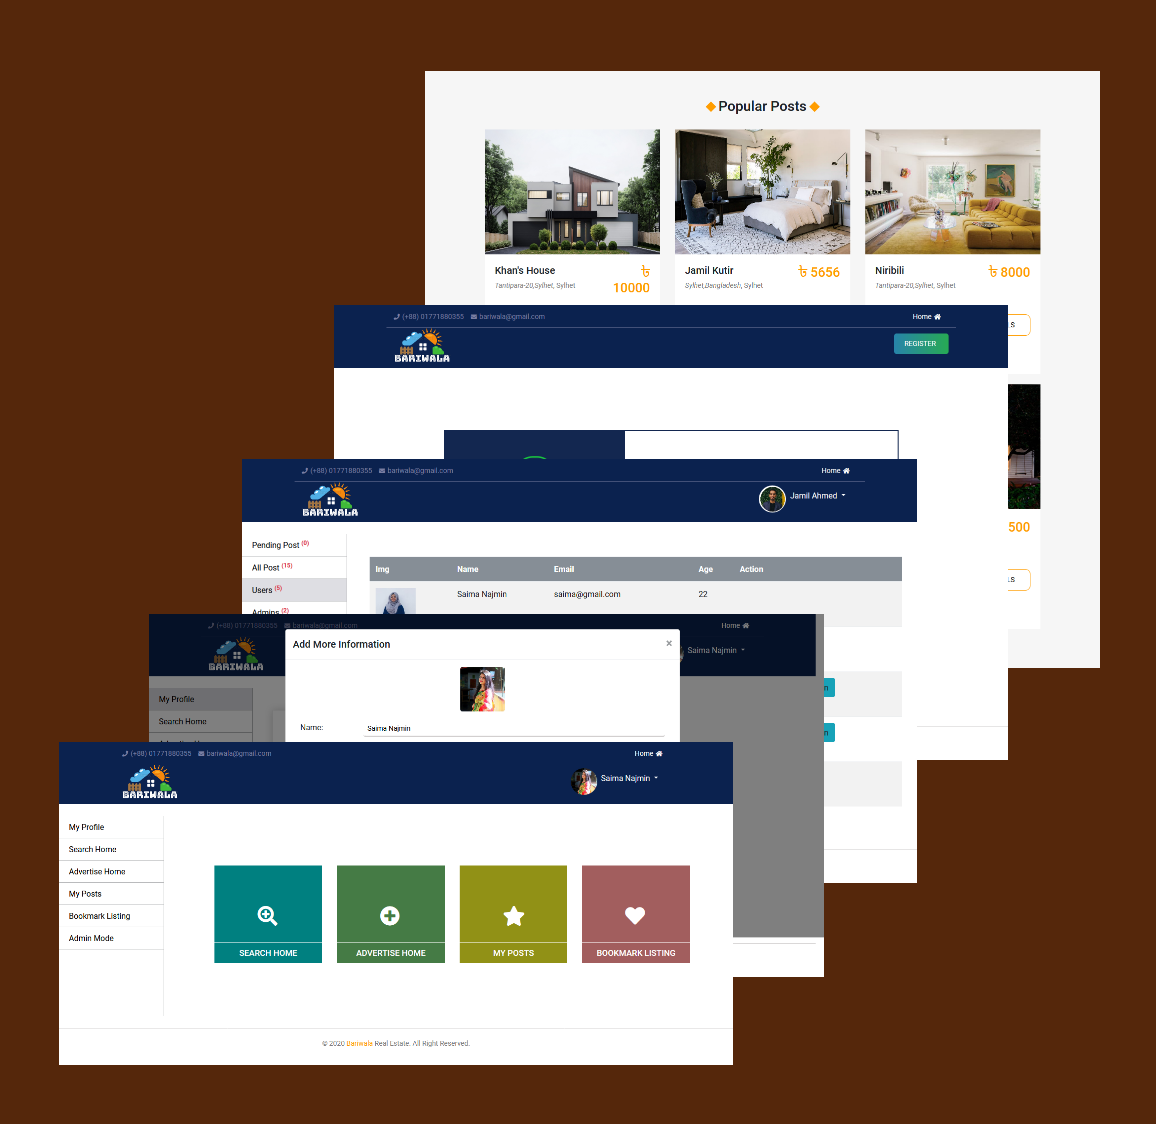 Popular Posts
Khan's House
৳ 10000
Tantipara-20,Sylhet, Sylhet
Jamil Kutir
৳ 5656
Sylhet,Bangladesh, Sylhet
Niribili
৳ 8000
Tantipara-20,Sylhet, Sylhet
LS
500
LS
(+88) 01771880355 bariwala@gmail.com Home
BARIWALA
REGISTER
(+88) 01771880355 bariwala@gmail.com Home
BARIWALA
Jamil Ahmed
Pending Post (0)
All Post (15)
Users (5)
Admins (2)
Img Name Email Age Action
Saima Najmin saima@gmail.com 22
n
n
(+88) 01771880355 bariwala@gmail.com Home
BARIWALA
Saima Najmin
My Profile
Search Home
Add More Information ×
Name: Saima Najmin
(+88) 01771880355 bariwala@gmail.com Home
BARIWALA
Saima Najmin
My Profile
Search Home
Advertise Home
My Posts
Bookmark Listing
Admin Mode
SEARCH HOME
ADVERTISE HOME
MY POSTS
BOOKMARK LISTING
© 2020 Bariwala Real Estate. All Right Reserved.